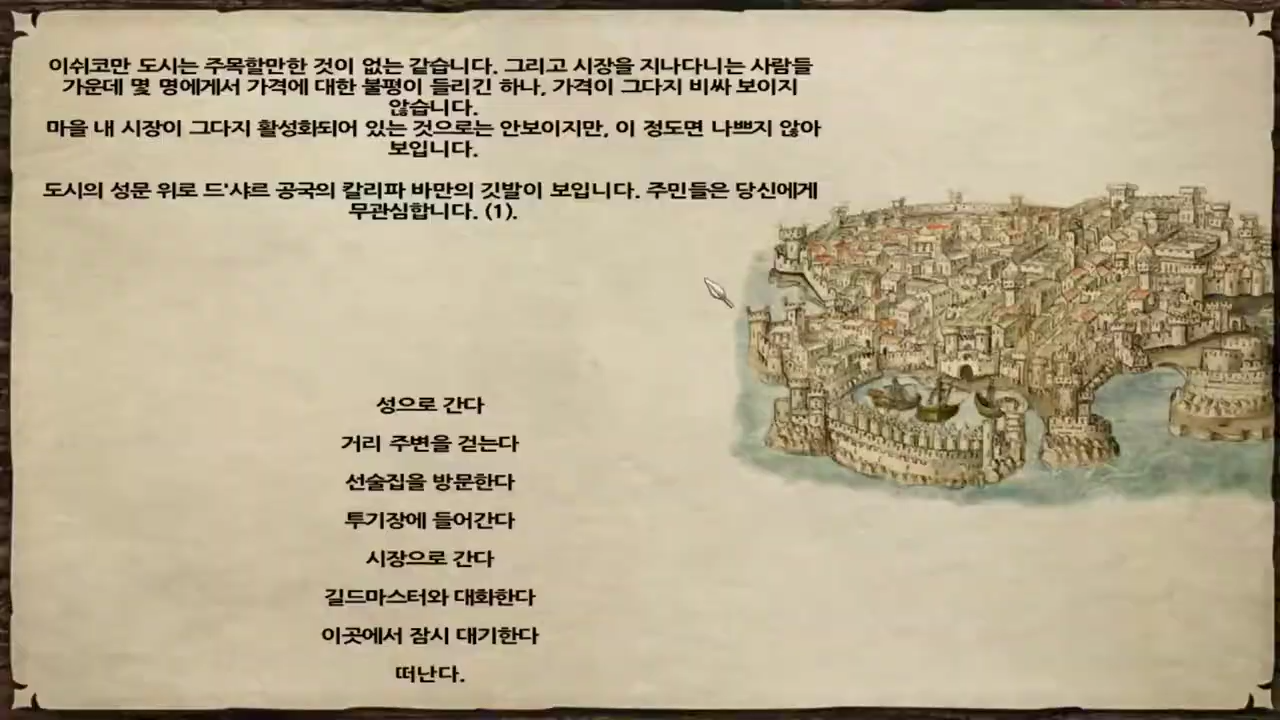 이쉬코만 도시는 주목할만한 것이 없는 같습니다. 그리고 시장을 지나다니는 사람들
가운데 몇 명에게서 가격에 대한 불평이 들리긴 하나, 가격이 그다지 비싸 보이지
않습니다.
마을 내 시장이 그다지 활성화되어 있는 것으로는 안보이지만, 이 정도면 나쁘지 않아
보입니다.
도시의 성문 위로 드'샤르 공국의 칼리파 바만의 깃발이 보입니다. 주민들은 당신에게
무관심합니다. (1).
성으로 간다
거리 주변을 걷는다
선술집을 방문한다
투기장에 들어간다
시장으로 간다
길드마스터와 대화한다
이곳에서 잠시 대기한다
떠난다.